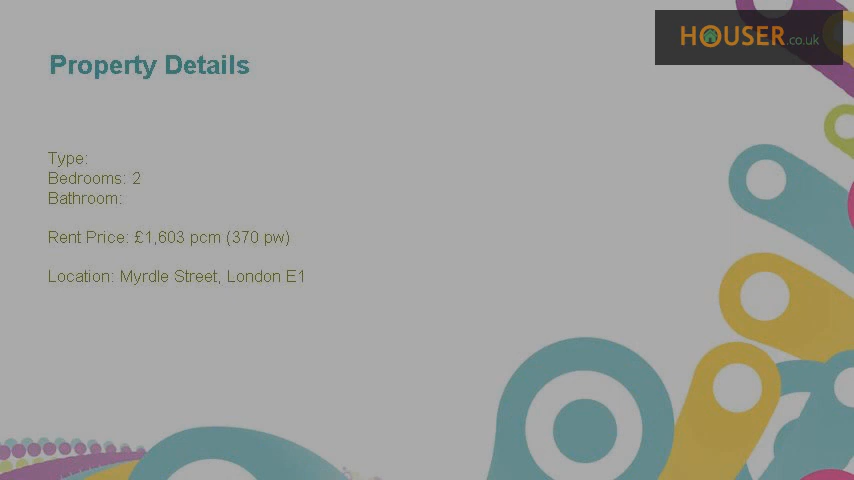 HOUSER.co.uk
Property Details
Type:
Bedrooms: 2
Bathroom:
Rent Price: £1,603 pcm (370 pw)
Location: Myrdle Street, London E1